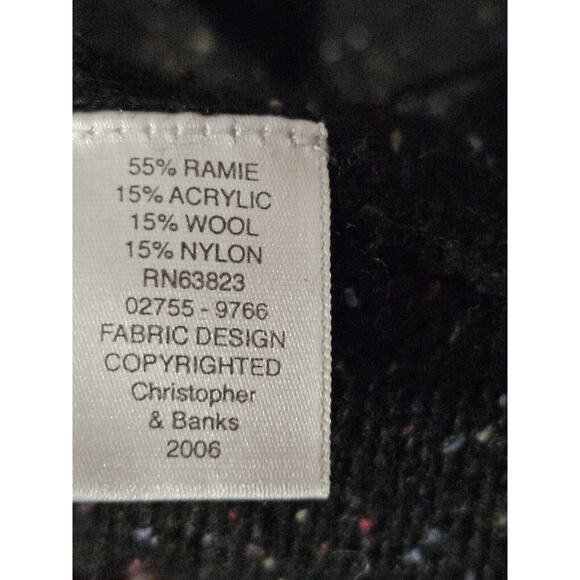 55% RAMIE
15% ACRYLIC
15% WOOL
15% NYLON
RN63823
02755 - 9766
FABRIC DESIGN
COPYRIGHTED
Christopher
& Banks
2006